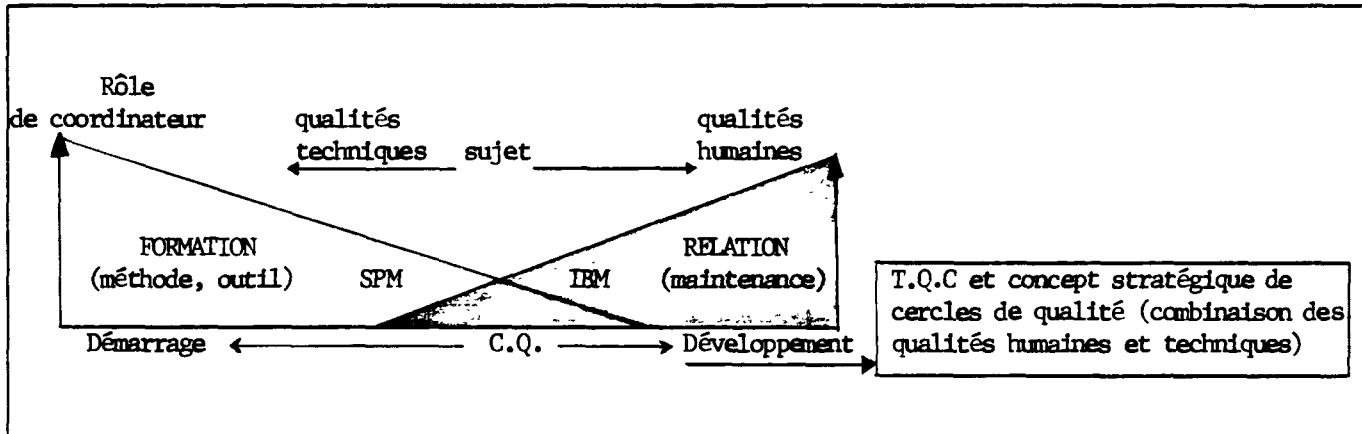 Rôle
de coordinateur
qualités
techniques
sujet
qualités
humaines
FORMATION
(méthode, outil)
SPM
IBM
RELATION
(maintenance)
Démarrage
C.Q.
Développement
T.Q.C et concept stratégique de
cercles de qualité (combinaison des
qualités humaines et techniques)